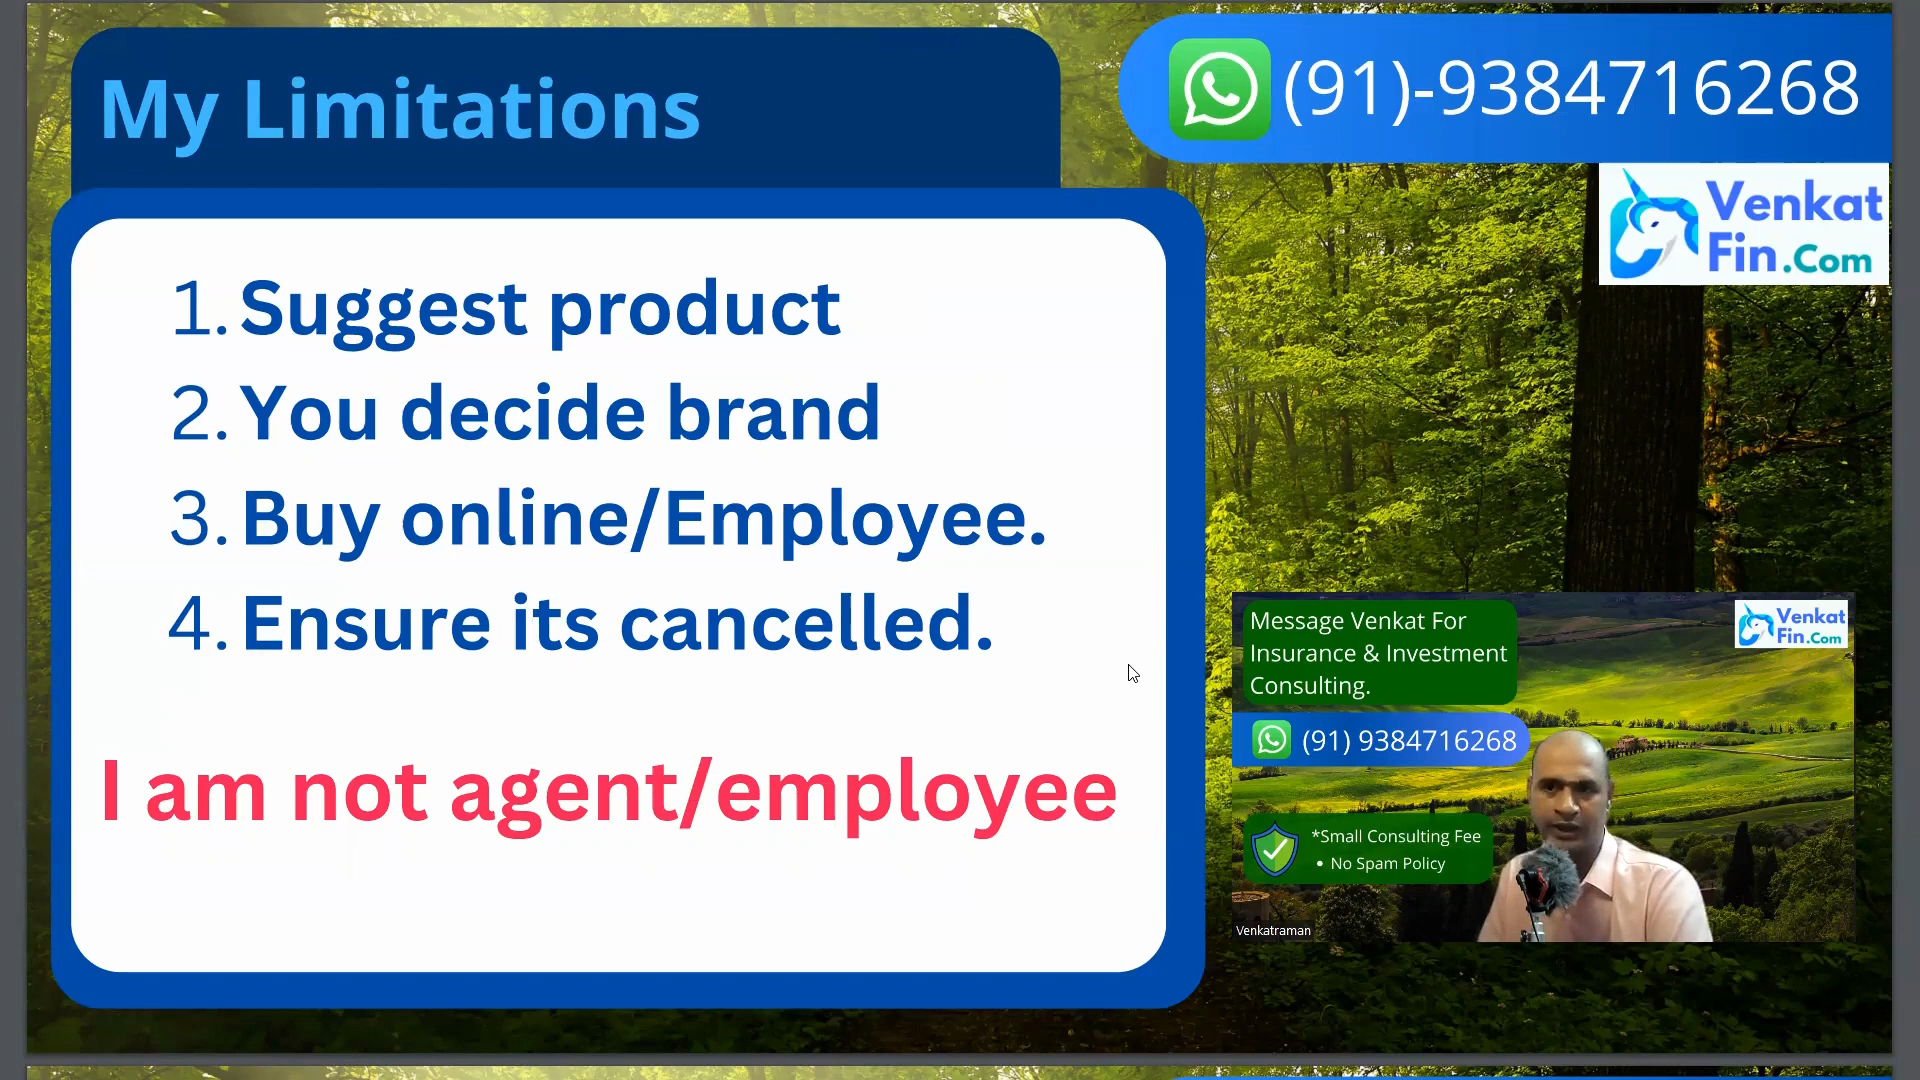 My Limitations
(91)-9384716268
Venkat
Fin.Com
1. Suggest product
2. You decide brand
3. Buy online/Employee.
4. Ensure its cancelled.
I am not agent/employee
Message Venkat For
Insurance & Investment
Consulting.
Venkat
Fin.Com
(91) 9384716268
*Small Consulting Fee
• No Spam Policy
Venkatraman